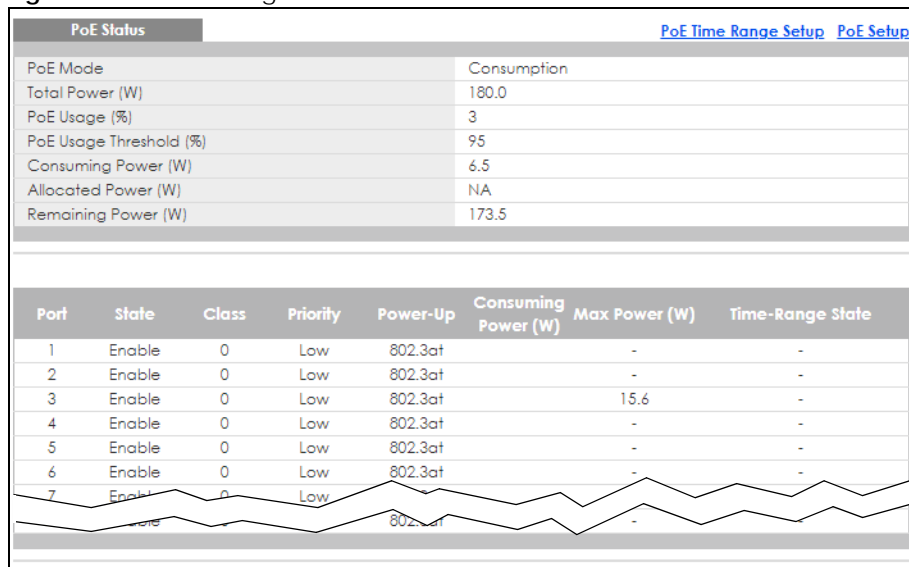 PoE Status PoE Time Range Setup PoE Setup
PoE Mode Consumption
Total Power (W) 180.0
PoE Usage (%) 3
PoE Usage Threshold (%) 95
Consuming Power (W) 6.5
Allocated Power (W) NA
Remaining Power (W) 173.5
Port State Class Priority Power-Up Consuming Power (W) Max Power (W) Time-Range State
1 Enable 0 Low 802.3at - -
2 Enable 0 Low 802.3at - -
3 Enable 0 Low 802.3at 15.6 -
4 Enable 0 Low 802.3at - -
5 Enable 0 Low 802.3at - -
6 Enable 0 Low 802.3at - -
7 Low